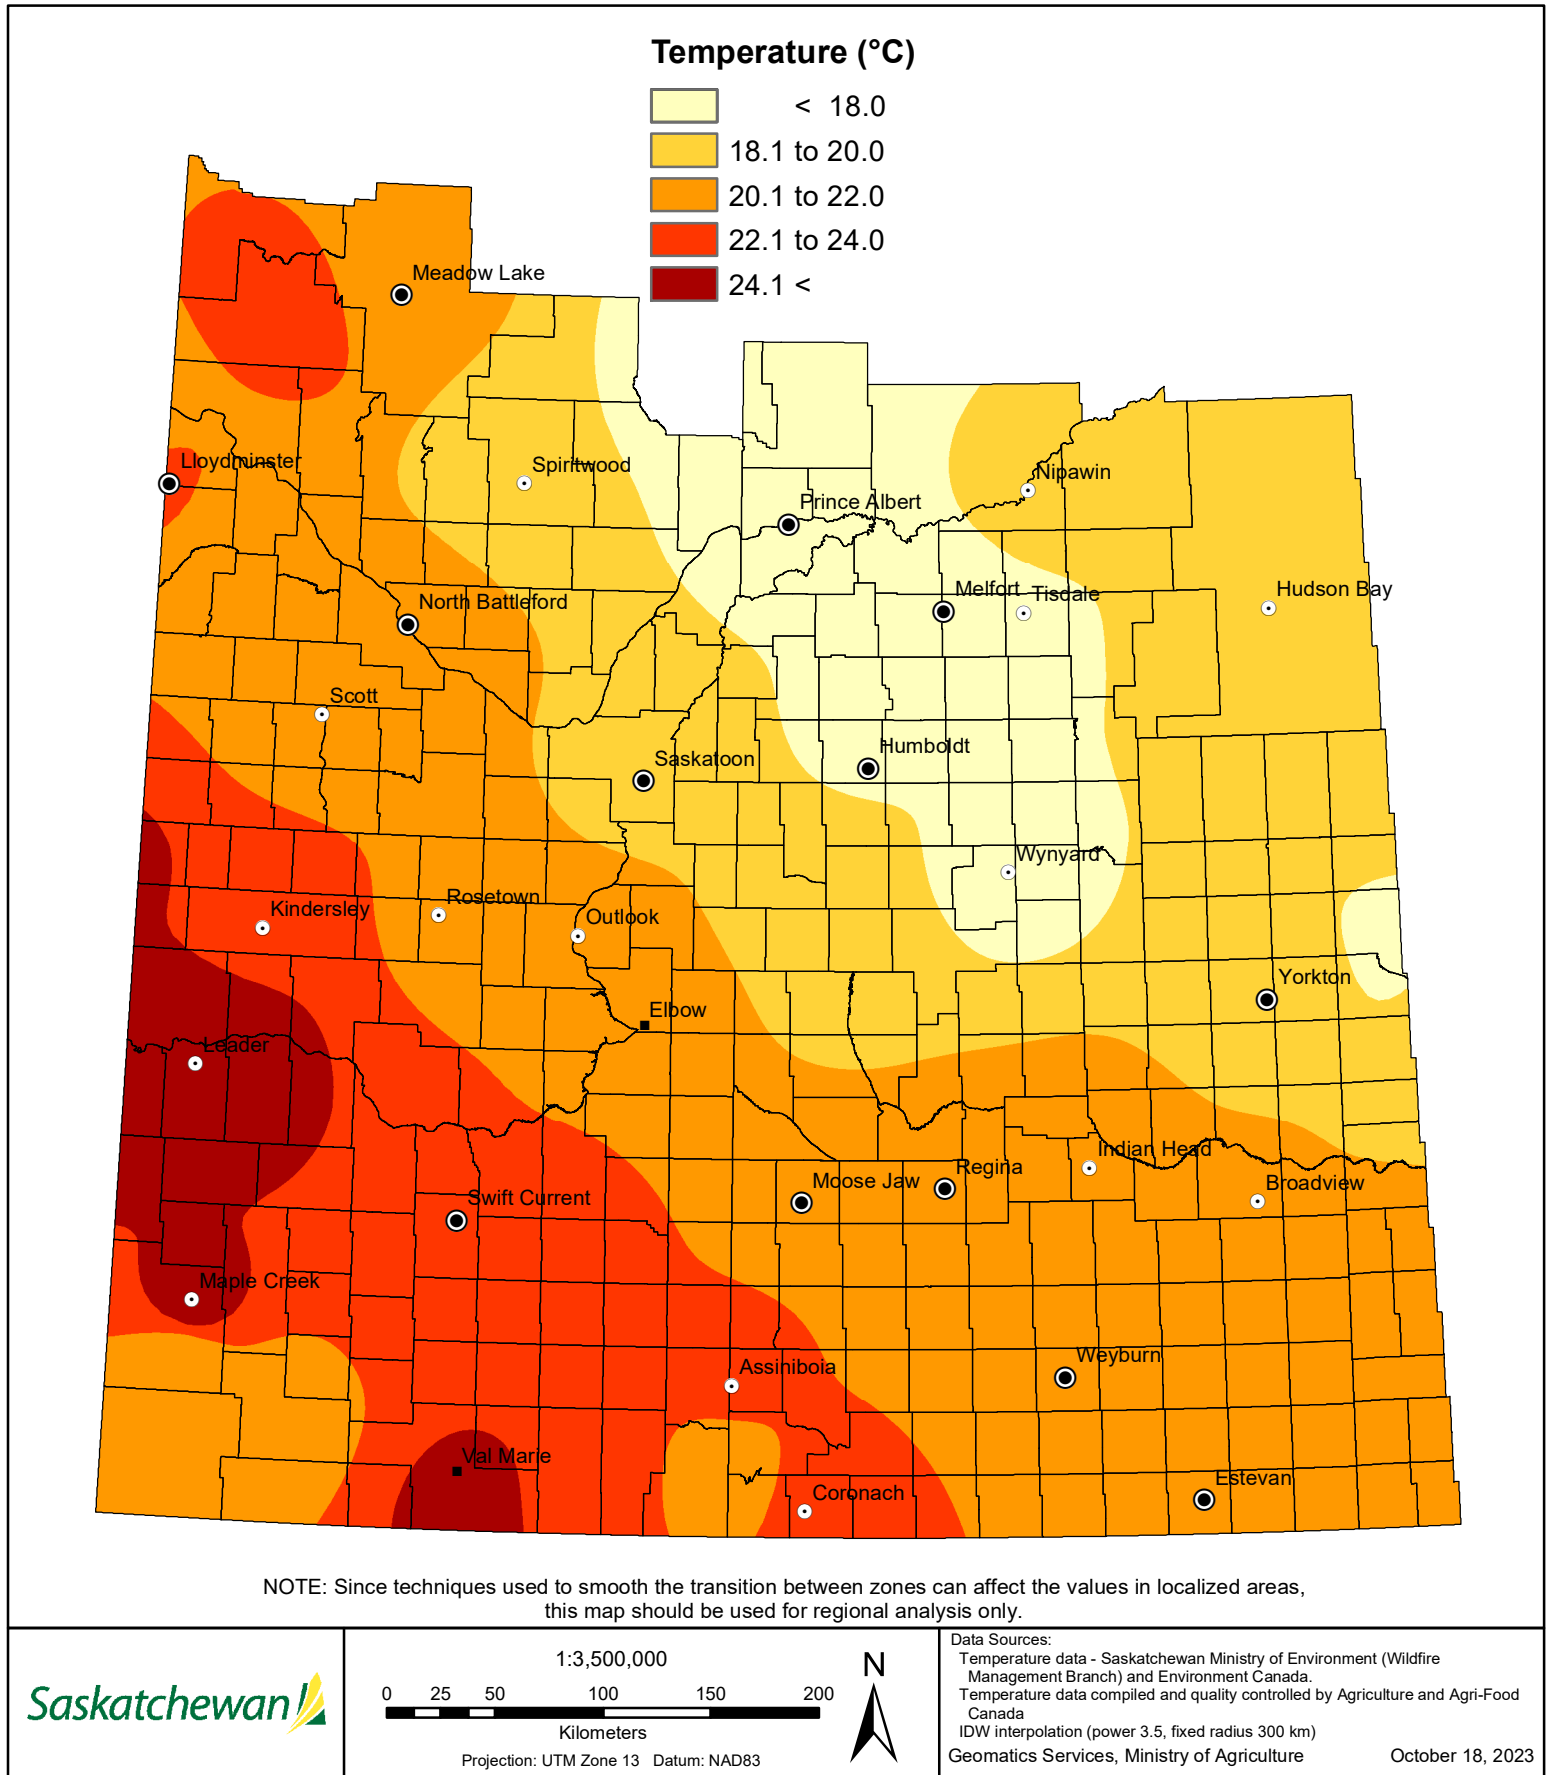 Temperature (°C)
< 18.0
18.1 to 20.0
20.1 to 22.0
22.1 to 24.0
24.1 <
Meadow Lake
Lloydminster
Spiritwood
Nipawin
Prince Albert
Melfort
Tisdale
Hudson Bay
North Battleford
Scott
Humboldt
Saskatoon
Wynyard
Rosetown
Kindersley
Outlook
Yorkton
Elbow
Leader
Indian Head
Regina
Moose Jaw
Broadview
Swift Current
Maple Creek
Weyburn
Assiniboia
Val Marie
Estevan
Coronach
NOTE: Since techniques used to smooth the transition between zones can affect the values in localized areas,
this map should be used for regional analysis only.
Saskatchewan
1:3,500,000
0 25 50 100 150 200
Kilometers
Projection: UTM Zone 13 Datum: NAD83
N
Data Sources:
Temperature data - Saskatchewan Ministry of Environment (Wildfire
Management Branch) and Environment Canada.
Temperature data compiled and quality controlled by Agriculture and Agri-Food
Canada
IDW interpolation (power 3.5, fixed radius 300 km)
Geomatics Services, Ministry of Agriculture October 18, 2023